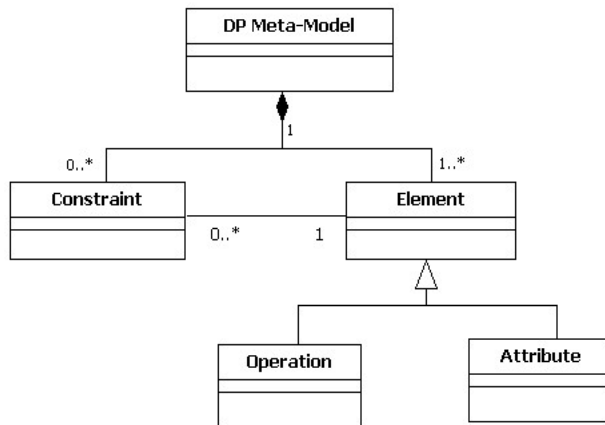 DP Meta-Model
1
0..*
1..*
Constraint
Element
0..*
1
Operation
Attribute